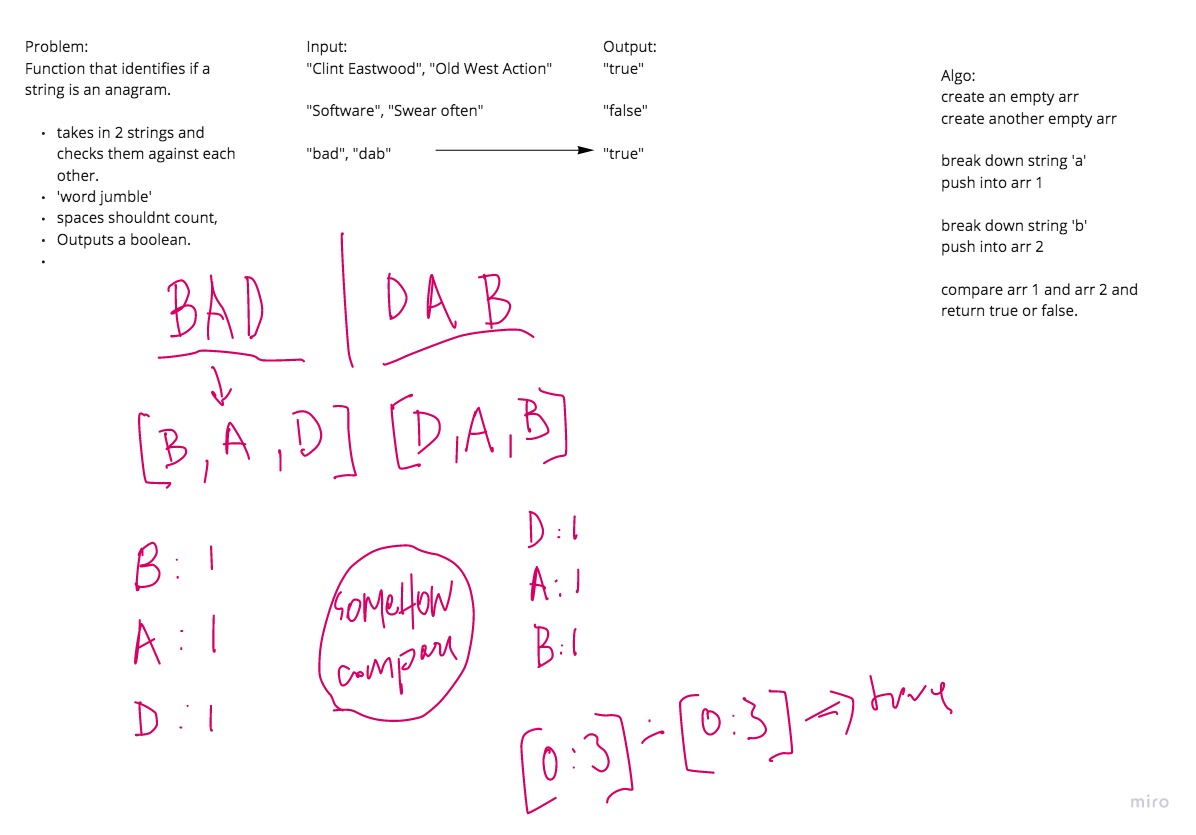 Problem:
Function that identifies if a
string is an anagram.
• takes in 2 strings and
checks them against each
other.
• 'word jumble'
• spaces shouldnt count,
• Outputs a boolean.
•
Input:
"Clint Eastwood", "Old West Action"
"Software", "Swear often"
"bad", "dab"
Output:
"true"
"false"
"true"
Algo:
create an empty arr
create another empty arr
break down string 'a'
push into arr 1
break down string 'b'
push into arr 2
compare arr 1 and arr 2 and
return true or false.
BAD | DAB
[B, A, D] [D, A, B]
B: 1
A: 1
D: 1
SOMEHOW
compare
D: 1
A: 1
B: 1
[0:3] - [0:3] => true
miro